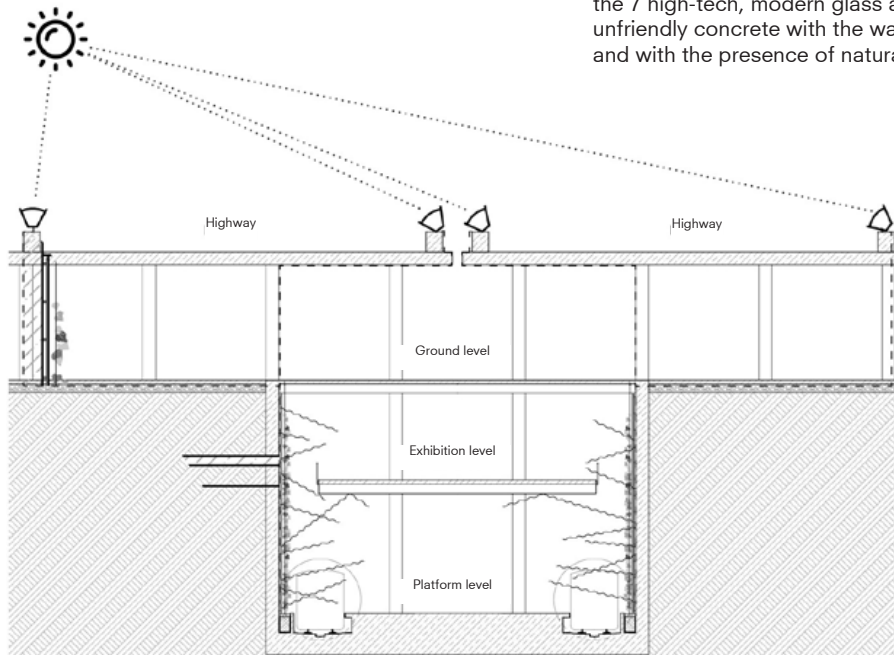 the 7 high-tech, modern glass a
unfriendly concrete with the wa
and with the presence of natura
Highway
Highway
Ground level
Exhibition level
Platform level